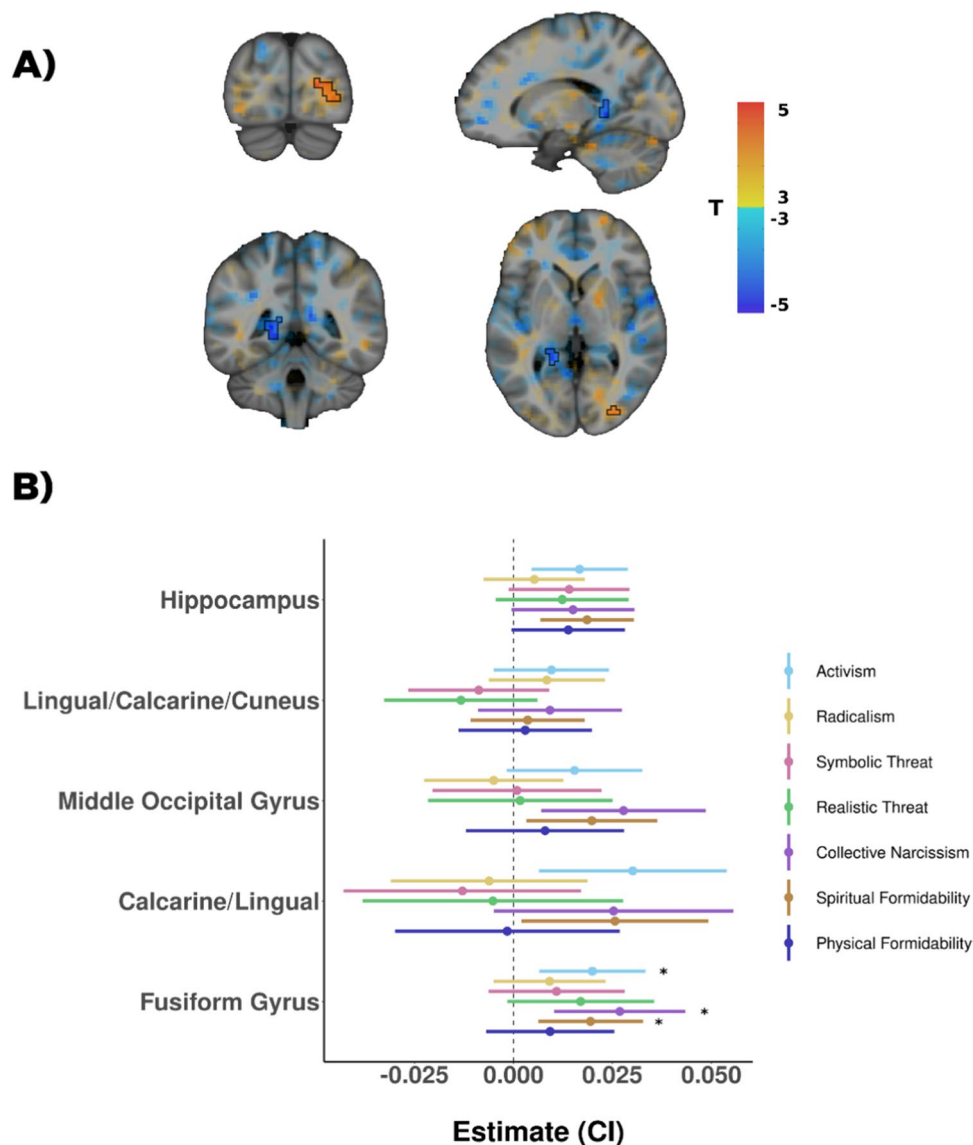 A)
5
3
T
-3
-5
B)
Hippocampus
Lingual/Calcarine/Cuneus
Middle Occipital Gyrus
Calcarine/Lingual
Fusiform Gyrus
*
*
*
Activism
Radicalism
Symbolic Threat
Realistic Threat
Collective Narcissism
Spiritual Formidability
Physical Formidability
-0.025 0.000 0.025 0.050
Estimate (CI)